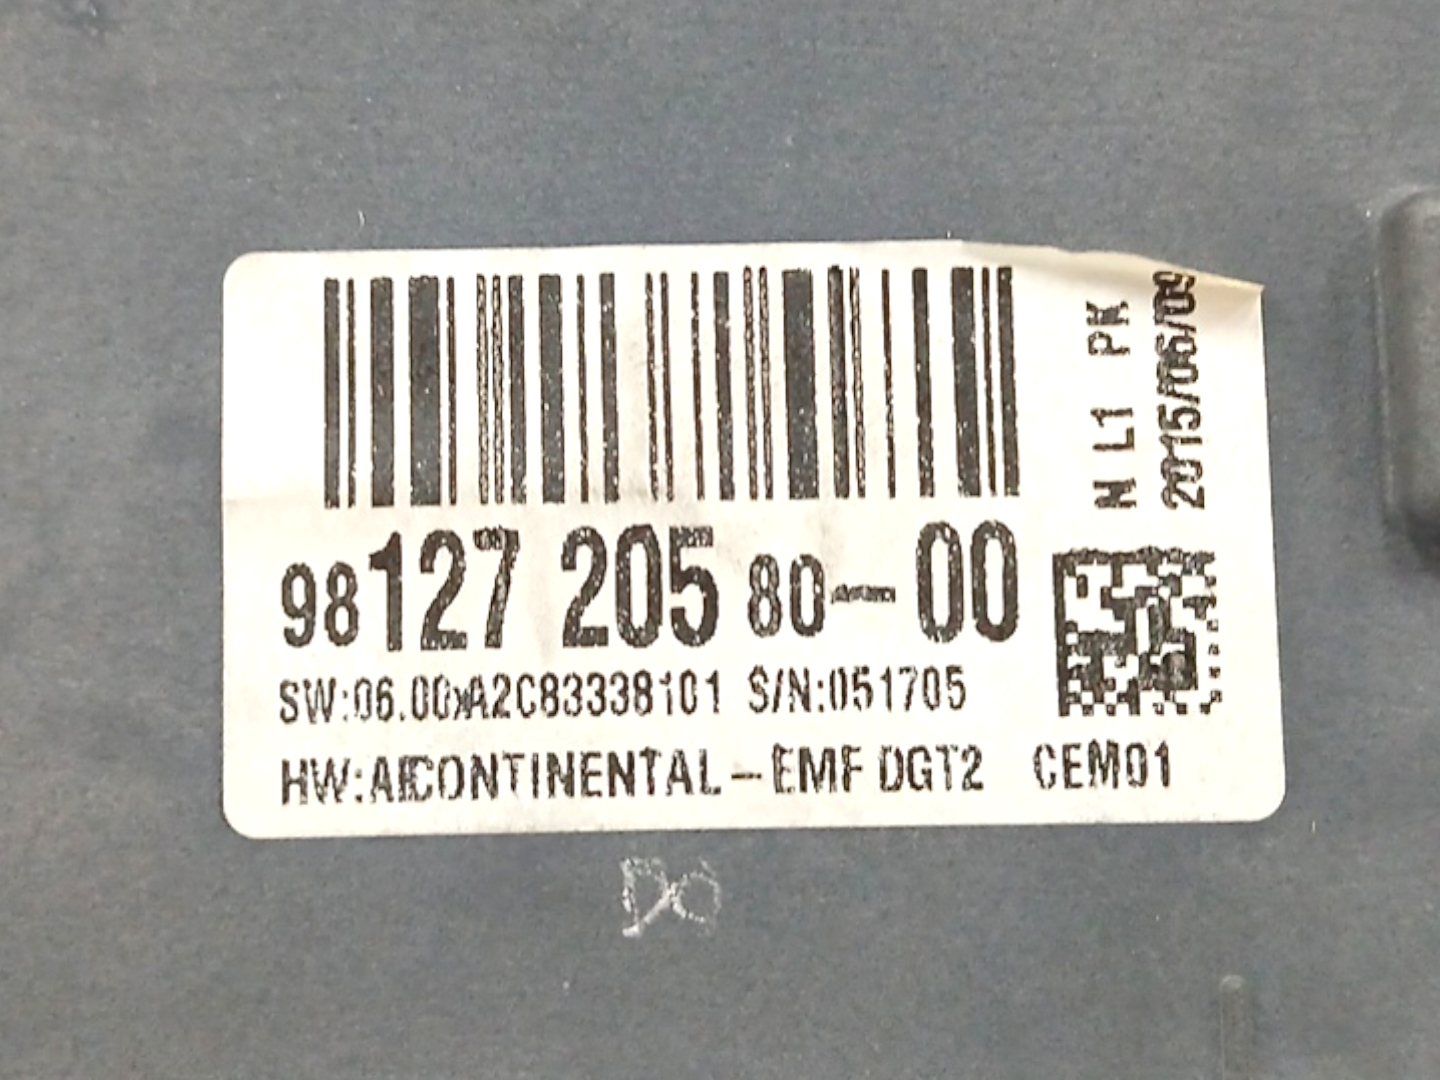 N L1 PK
2015/06/09
98127 205 80-00
SW:06.00xA2C83338101 S/N:051705
HW:AICONTINENTAL-EMF DGT2 CEM01